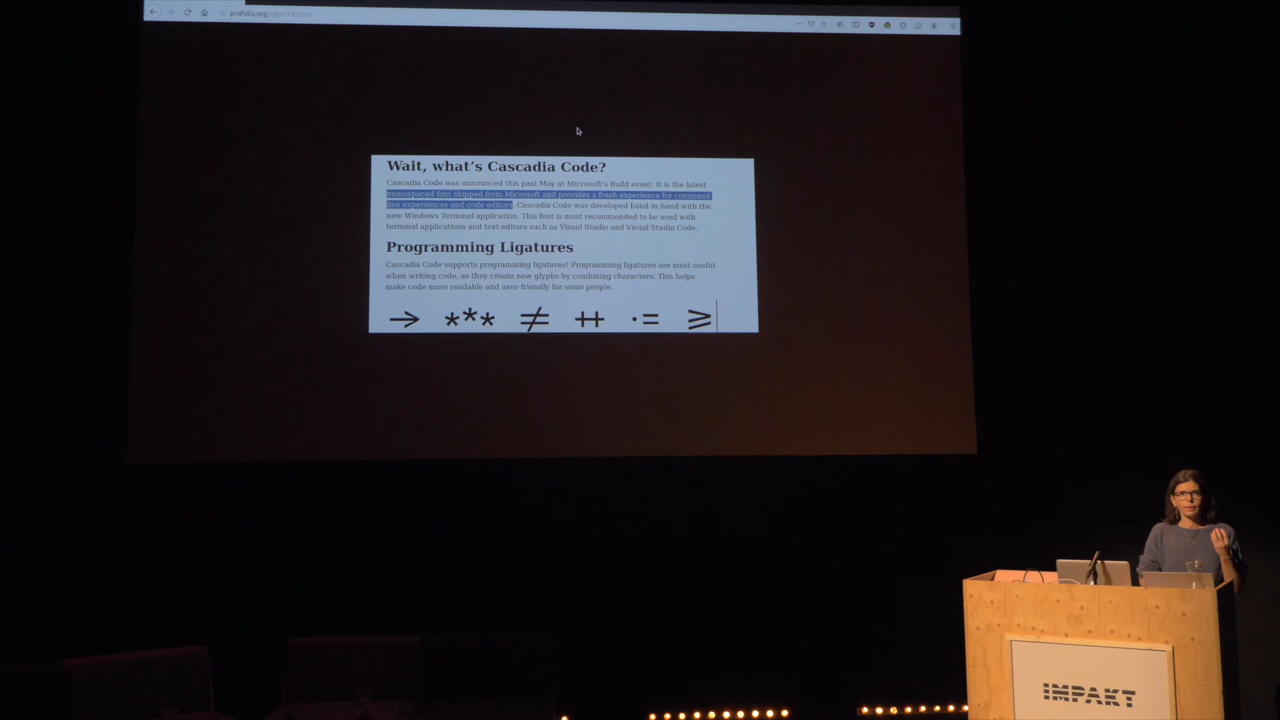 profolia.org
Wait, what's Cascadia Code?
Cascadia Code was announced this past May at Microsoft's Build event. It is the latest
monospaced font shipped from Microsoft and provides a fresh experience for command
line experiences and code editors. Cascadia Code was developed hand-in-hand with the
new Windows Terminal application. This font is most recommended to be used with
terminal applications and text editors such as Visual Studio and Visual Studio Code.
Programming Ligatures
Cascadia Code supports programming ligatures! Programming ligatures are most useful
when writing code, as they create new glyphs by combining characters. This helps
make code more readable and user-friendly for some people.
→ *** ≠ ++ ·= ≥
IMPAKT